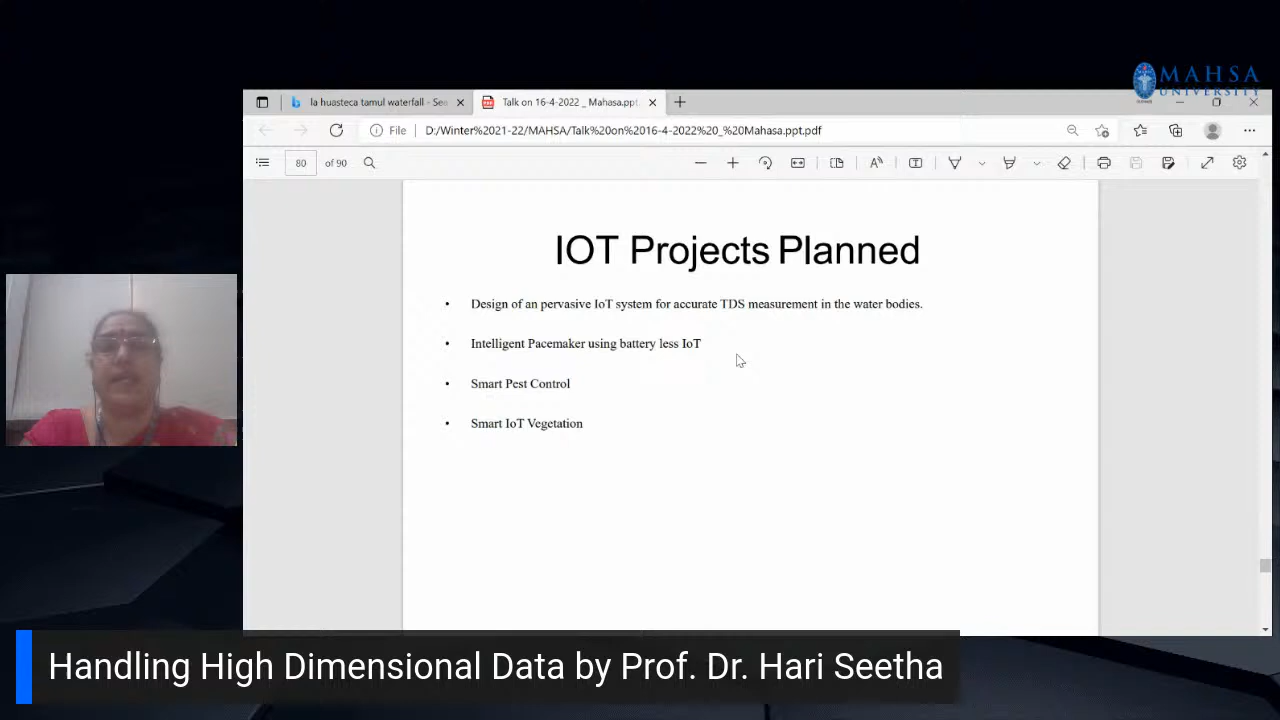 MAHSA
UNIVERSITY
la huasteca tamul waterfall - Sea
Talk on 16-4-2022 _ Mahasa.ppt.
File
D:/Winter%2021-22/MAHSA/Talk%20on%2016-4-2022%20_%20Mahasa.ppt.pdf
80 of 90
IOT Projects Planned
• Design of an pervasive IoT system for accurate TDS measurement in the water bodies.
• Intelligent Pacemaker using battery less IoT
• Smart Pest Control
• Smart IoT Vegetation
Handling High Dimensional Data by Prof. Dr. Hari Seetha